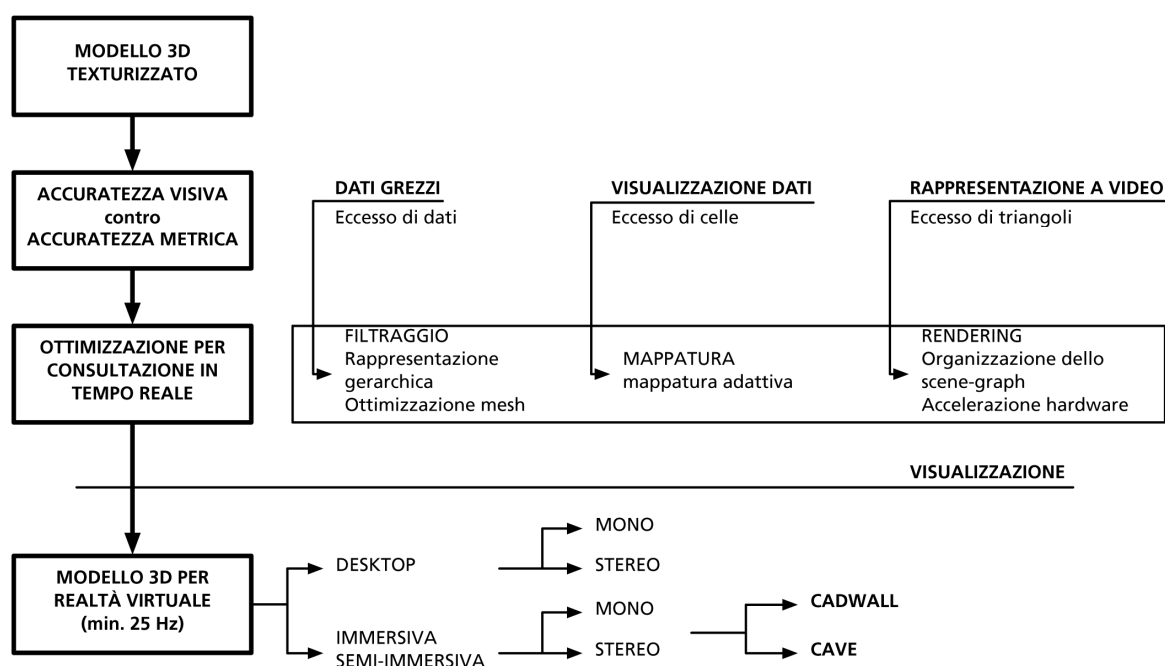 MODELLO 3D
TEXTURIZZATO
ACCURATEZZA VISIVA
contro
ACCURATEZZA METRICA
DATI GREZZI
Eccesso di dati
VISUALIZZAZIONE DATI
Eccesso di celle
RAPPRESENTAZIONE A VIDEO
Eccesso di triangoli
OTTIMIZZAZIONE PER
CONSULTAZIONE IN
TEMPO REALE
FILTRAGGIO
Rappresentazione
gerarchica
Ottimizzazione mesh
MAPPATURA
mappatura adattiva
RENDERING
Organizzazione dello
scene-graph
Accelerazione hardware
VISUALIZZAZIONE
MODELLO 3D PER
REALTÀ VIRTUALE
(min. 25 Hz)
DESKTOP
MONO
STEREO
IMMERSIVA
SEMI-IMMERSIVA
MONO
STEREO
CADWALL
CAVE